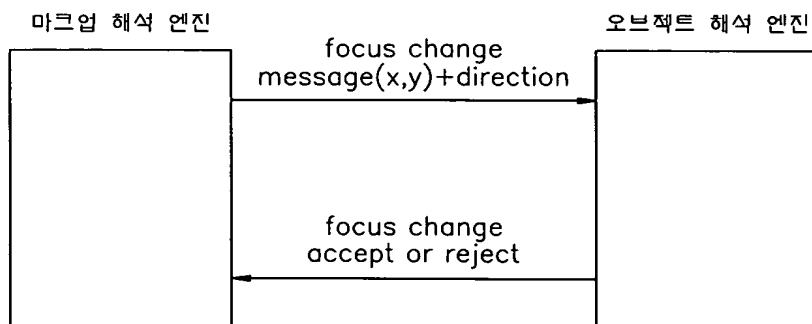 마크업 해석 엔진
오브젝트 해석 엔진
focus change
message(x,y)+direction
focus change
accept or reject